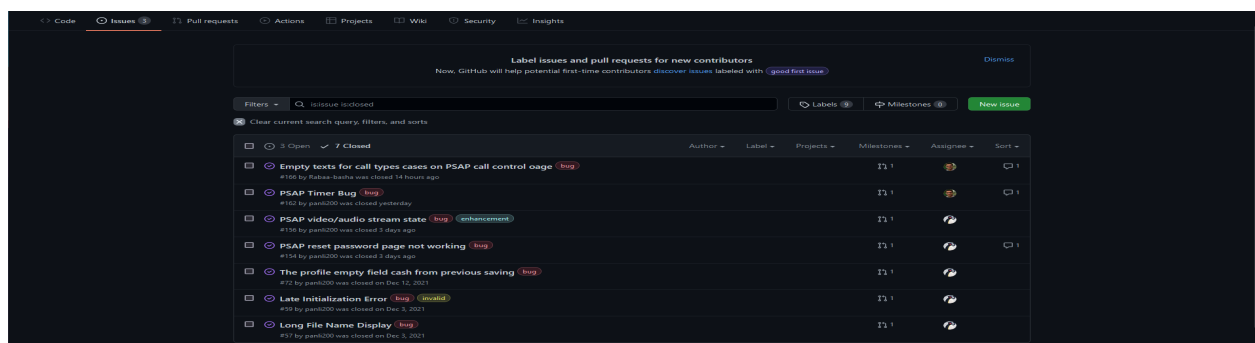 Code Issues 3 Pull requests Actions Projects Wiki Security Insights
Label issues and pull requests for new contributors
Dismiss
Now, GitHub will help potential first-time contributors discover issues labeled with good first issue
Filters is:issue is:closed Labels 9 Milestones 0 New issue
Clear current search query, filters, and sorts
3 Open 7 Closed Author Label Projects Milestones Assignee Sort
Empty texts for call types cases on PSAP call control oage bug 1 1
#166 by Rabaa-basha was closed 14 hours ago
PSAP Timer Bug bug 1 1
#162 by panli200 was closed yesterday
PSAP video/audio stream state bug enhancement 1
#156 by panli200 was closed 3 days ago
PSAP reset password page not working bug 1 1
#154 by panli200 was closed 3 days ago
The profile empty field cash from previous saving bug 1
#72 by panli200 was closed on Dec 12, 2021
Late Initialization Error bug invalid 1
#59 by panli200 was closed on Dec 3, 2021
Long File Name Display bug 1
#57 by panli200 was closed on Dec 3, 2021